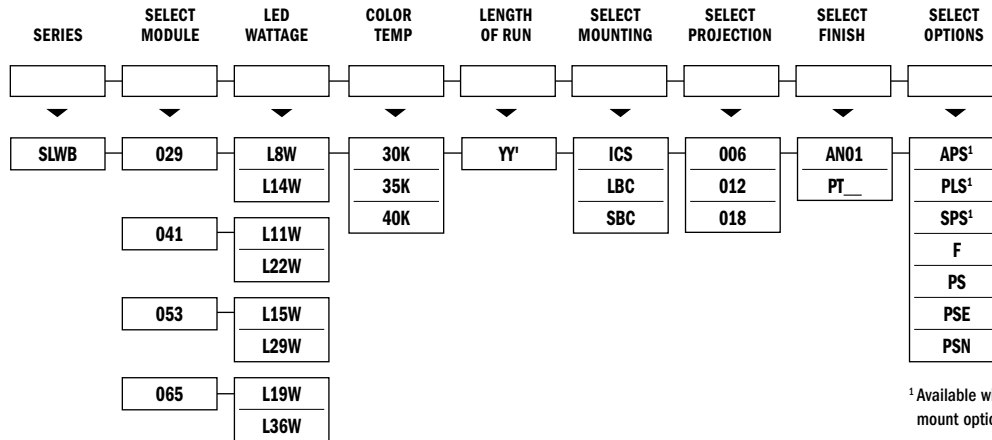 SERIES
SELECT MODULE
LED WATTAGE
COLOR TEMP
LENGTH OF RUN
SELECT MOUNTING
SELECT PROJECTION
SELECT FINISH
SELECT OPTIONS
SLWB 029 L8W 30K YY' ICS 006 AN01 APS¹
L14W 35K LBC 012 PT__ PLS¹
40K SBC 018 SPS¹
041 L11W F
L22W PS
PSE
053 L15W PSN
L29W
065 L19W
L36W
¹ Available
mount